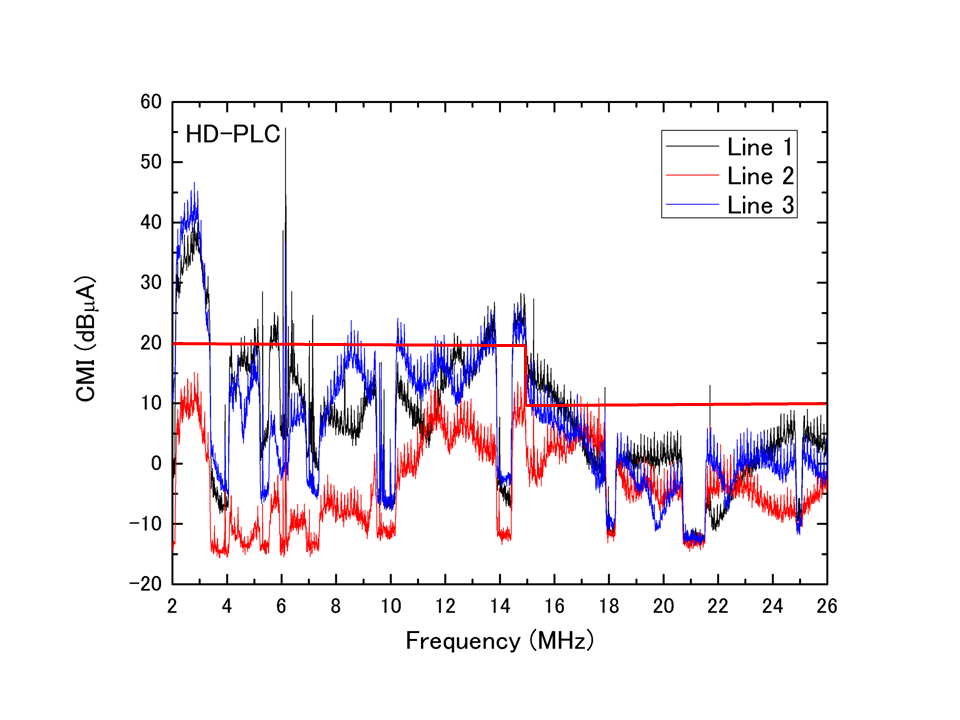 HD-PLC
Line 1
Line 2
Line 3
CMI (dBμA)
60
50
40
30
20
10
0
-10
-20
2 4 6 8 10 12 14 16 18 20 22 24 26
Frequency (MHz)